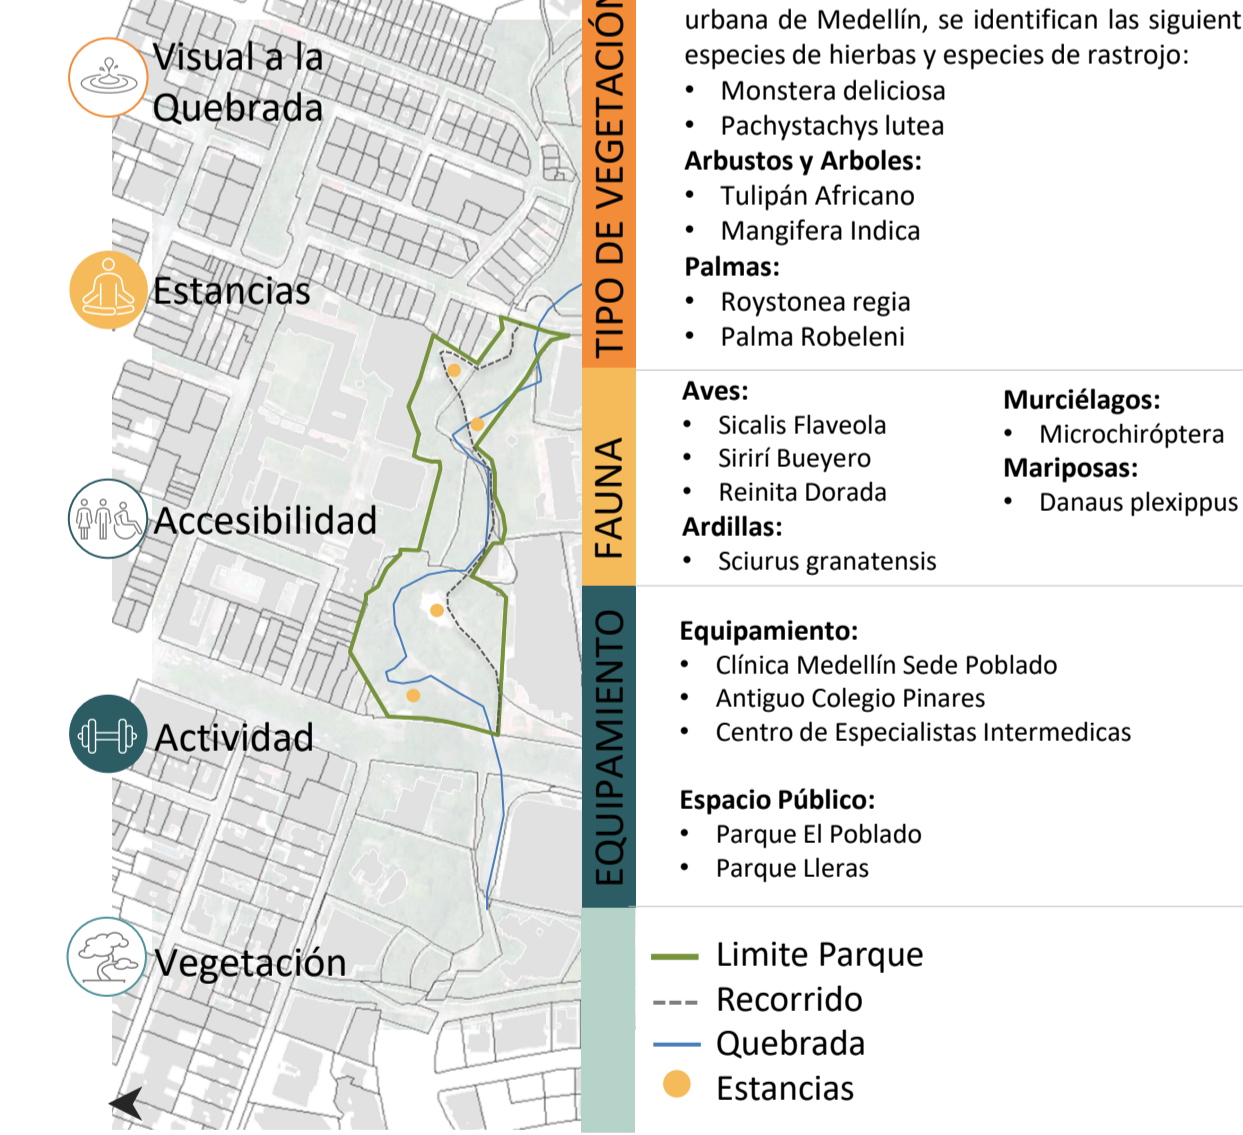 Visual a la
Quebrada
Estancias
Accesibilidad
Actividad
Vegetación
TIPO DE VEGETACIÓN
urbana de Medellín, se identifican las
especies de hierbas y especies de rastrojo:
• Monstera deliciosa
• Pachystachys lutea
Arbustos y Arboles:
• Tulipán Africano
• Mangifera Indica
Palmas:
• Roystonea regia
• Palma Robeleni
FAUNA
Aves:
• Sicalis Flaveola
• Sirirí Bueyero
• Reinita Dorada
Ardillas:
• Sciurus granatensis
Murciélagos:
• Microchiróptera
Mariposas:
• Danaus plexippus
EQUIPAMIENTO
Equipamiento:
• Clínica Medellín Sede Poblado
• Antiguo Colegio Pinares
• Centro de Especialistas Intermedicas
Espacio Público:
• Parque El Poblado
• Parque Lleras
Limite Parque
Recorrido
Quebrada
Estancias